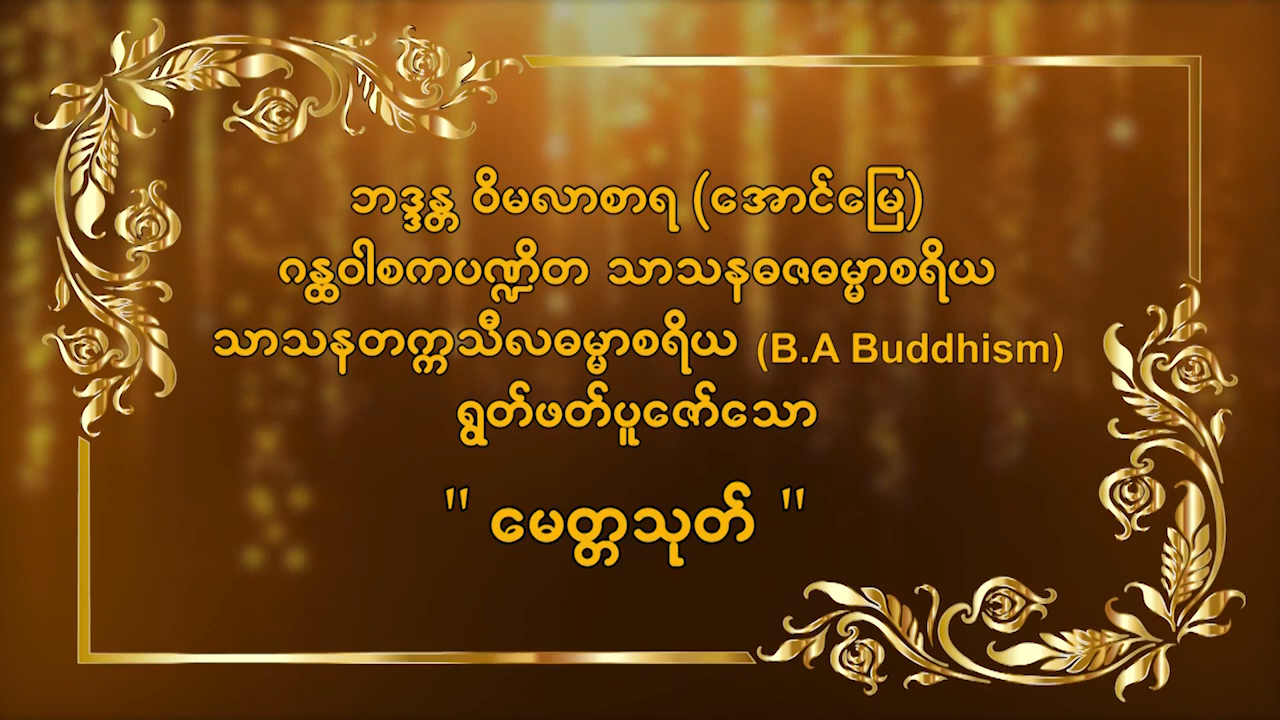 ဘဒ္ဒန္တ ဝိမလာစာရ (အောင်မြေ)
ဂန္ထဝါစကပဏ္ဍိတ သာသနဓဇဓမ္မာစရိယ
သာသနတက္ကသီလဓမ္မာစရိယ (B.A Buddhism)
ရွတ်ဖတ်ပူဇော်သော
" မေတ္တသုတ် "